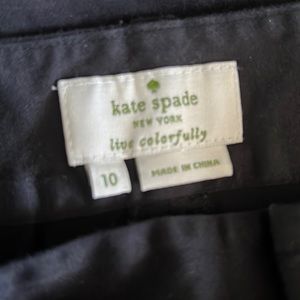 kate spade
NEW YORK
live colorfully
10
MADE IN CHINA